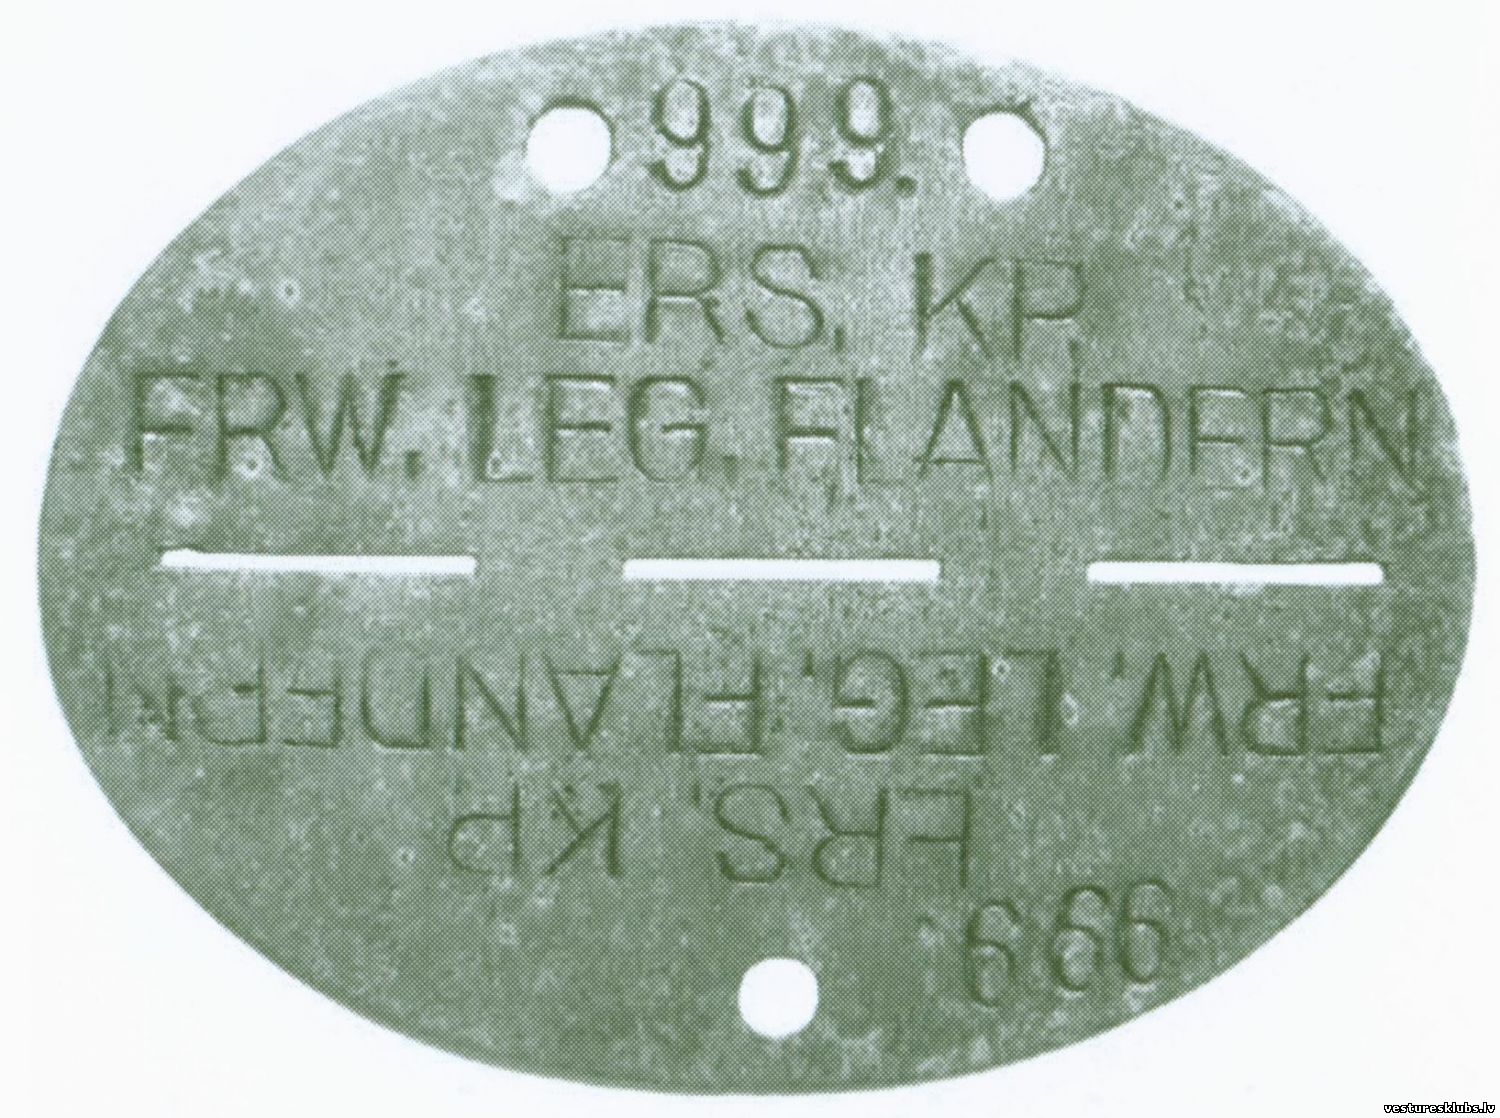 999.
ERS. KP
FRW. LEG. FLANDERN
FRW. LEG. FLANDERN
ERS. KP
999.
vesturesklubs.lv